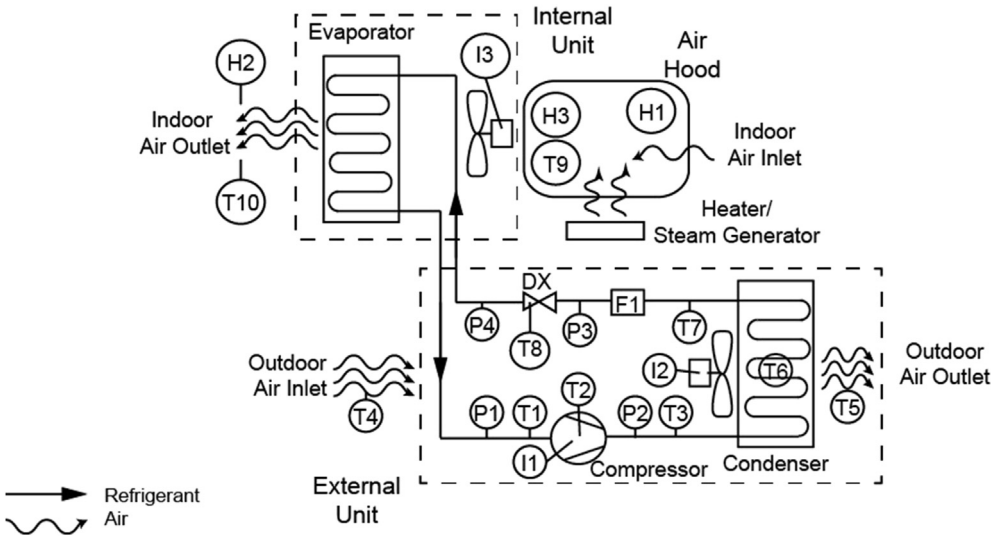 Evaporator
Internal
Unit
Air
Hood
H2
I3
H3
H1
Indoor
Air Outlet
Indoor
Air Inlet
T9
T10
Heater/
Steam Generator
DX
F1
P4
P3
T7
T8
Outdoor
Air Inlet
I2
T6
Outdoor
Air Outlet
T4
T2
T5
P1
T1
P2
T3
I1
Compressor
Condenser
External
Unit
Refrigerant
Air